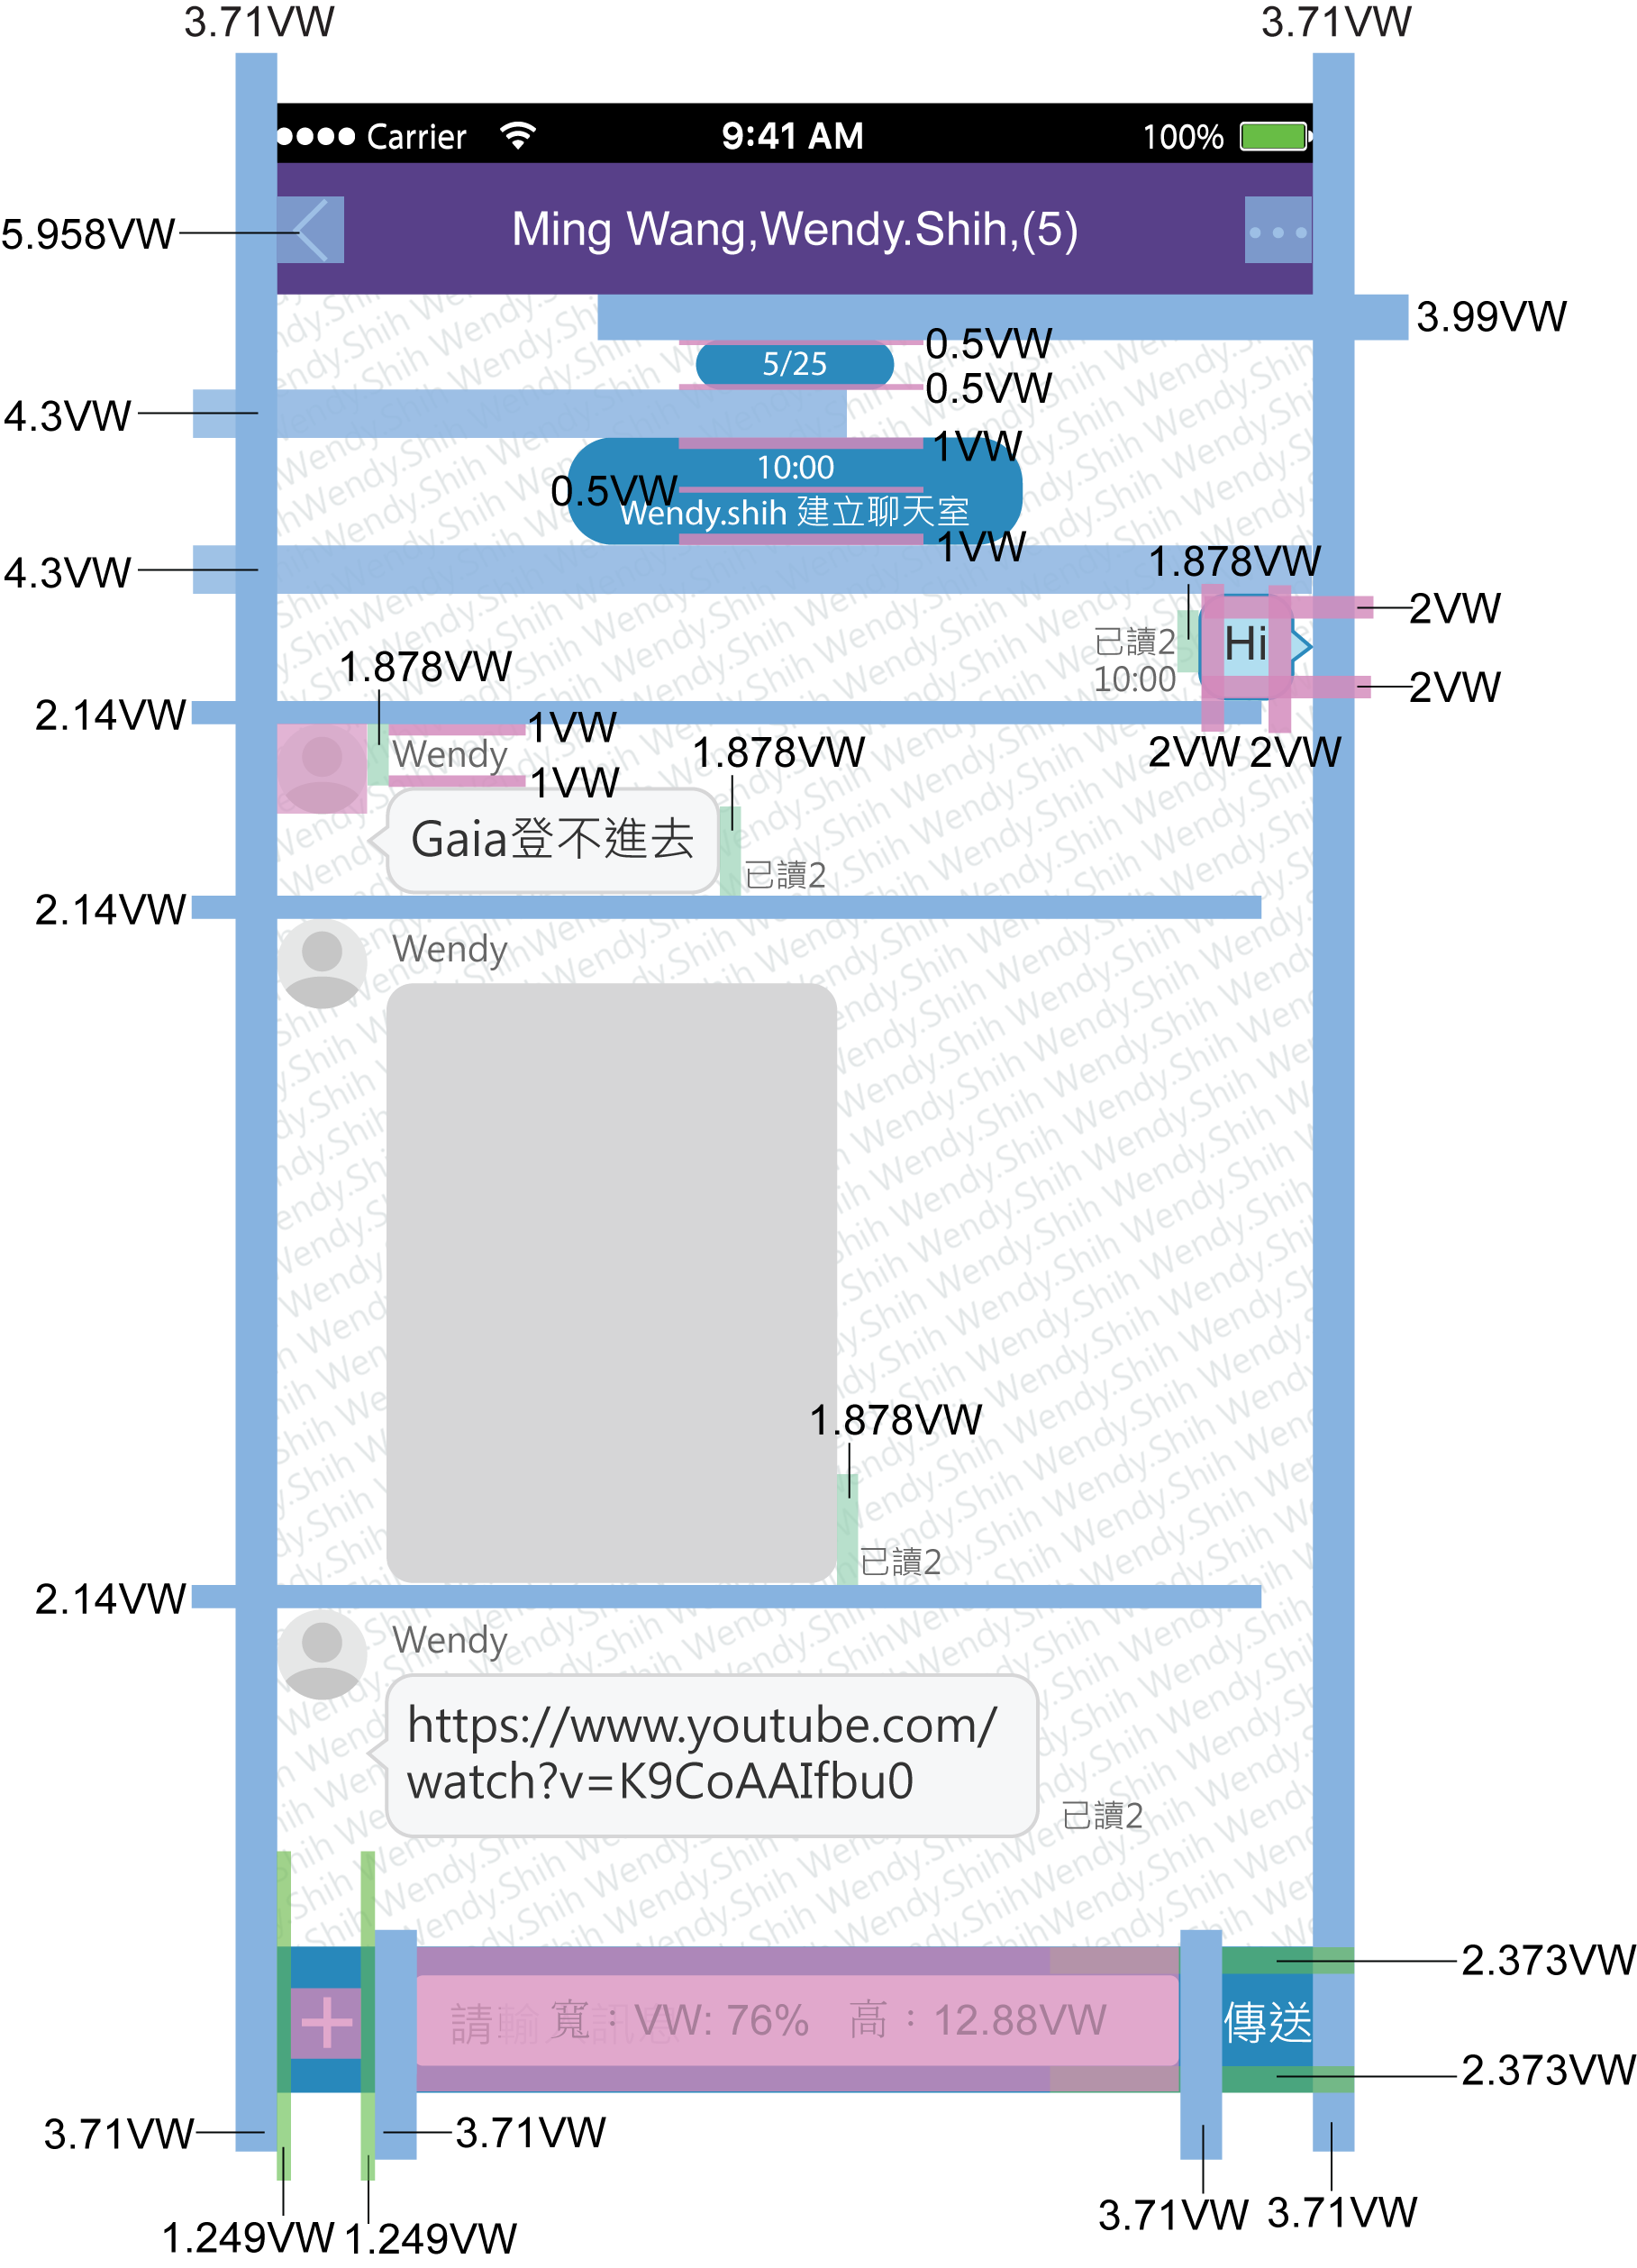 3.71VW 3.71VW
Carrier 9:41 AM 100%
5.958VW
Ming Wang,Wendy.Shih,(5)
3.99VW
0.5VW
5/25
0.5VW
4.3VW
1VW
10:00
0.5VW
Wendy.shih 建立聊天室
1VW
4.3VW
1.878VW
2VW
已讀2
Hi
10:00
2VW
1.878VW
2.14VW
1VW
Wendy
1.878VW
2VW 2VW
1VW
Gaia登不進去
已讀2
2.14VW
Wendy
1.878VW
已讀2
2.14VW
Wendy
https://www.youtube.com/
watch?v=K9CoAAIfbu0
已讀2
2.373VW
請輸 寬：VW: 76% 高：12.88VW
傳送
2.373VW
3.71VW 3.71VW
3.71VW 3.71VW
1.249VW 1.249VW
Wendy.Shih Wendy.Shih Wendy.Shih